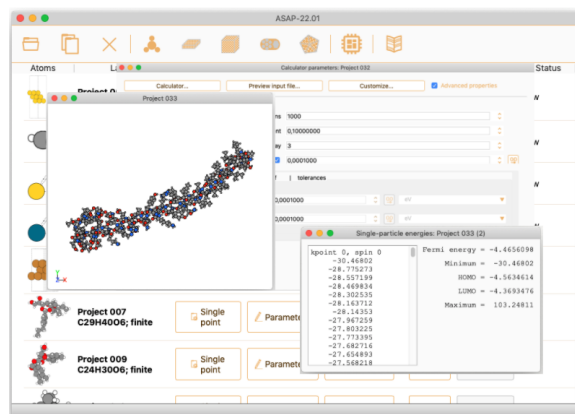 ASAP-22.01
Atoms
Status
Calculator parameters: Project 032
Calculator...
Preview input file...
Customize...
Advanced properties
Project 033
1000
0,10000000
3
0,0001000
tolerances
0,0001000
eV
0,0001000
eV
Single-particle energies: Project 033 (2)
kpoint 0, spin 0
-30.46802
-28.775273
-28.557199
-28.469834
-28.302535
-28.163712
-28.14353
-27.967259
-27.803225
-27.773395
-27.682716
-27.654893
-27.568218
Fermi energy = -4.4656098
Minimum = -30.46802
HOMO = -4.5634614
LUMO = -4.3693476
Maximum = 103.24811
Project 007
C29H40O6; finite
Single
point
Project 009
C24H30O6; finite
Single
point